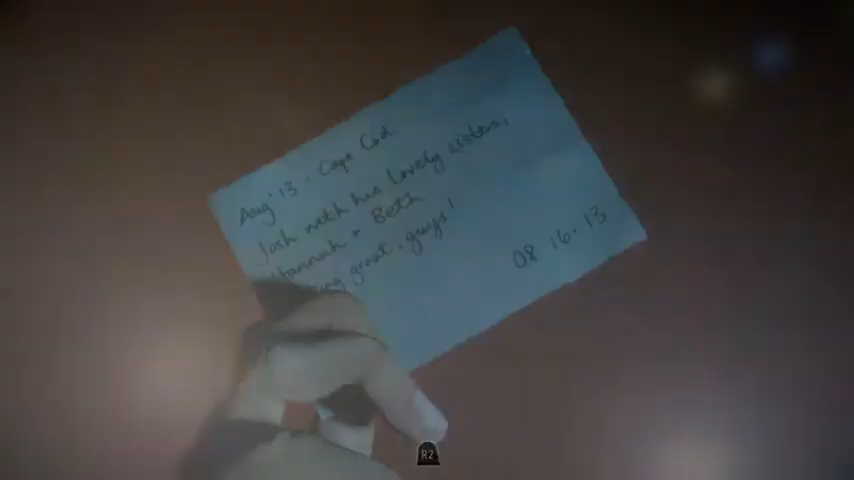 Aug '13 - Cape Cod
Josh with his lovely sisters,
Hannah + Beth
great, guys!
08 16.13
R2